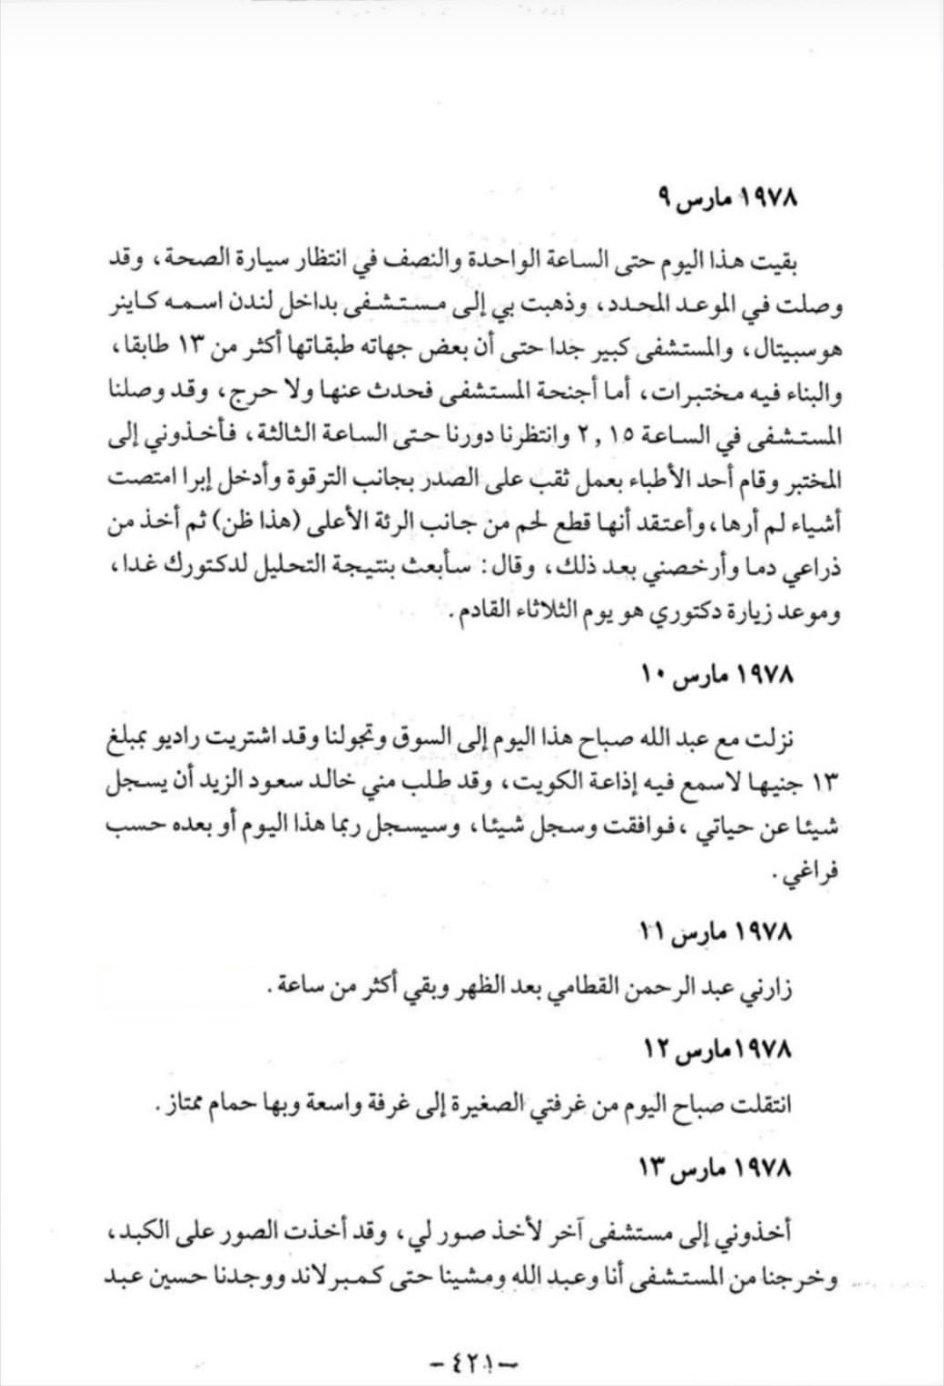 ١٩٧٨ مارس ٩
بقيت هذا اليوم حتى الساعة الواحدة والنصف في انتظار سيارة الصحة، وقد
وصلت في الموعد المحدد، وذهبت بي إلى مستشفى بداخل لندن اسمه كاينر
هوسبيتال، والمستشفى كبير جدا حتى أن بعض جهاته طبقاتها أكثر من ١٣ طابقا،
والبناء فيه مختبرات، أما أجنحة المستشفى فحدث عنها ولا حرج، وقد وصلنا
المستشفى في الساعة ٢,١٥ وانتظرنا دورنا حتى الساعة الثالثة، فأخذوني إلى
المختبر وقام أحد الأطباء بعمل ثقب على الصدر بجانب الترقوة وأدخل إبرا امتصت
أشياء لم أرها، وأعتقد أنها قطع لحم من جانب الرئة الأعلى (هذا ظن) ثم أخذ من
ذراعي دما وأرخصني بعد ذلك، وقال: سأبعث بنتيجة التحليل لدكتورك غدا،
وموعد زيارة دكتوري هو يوم الثلاثاء القادم.
١٩٧٨ مارس ١٠
نزلت مع عبد الله صباح هذا اليوم إلى السوق وتجولنا وقد اشتريت راديو بمبلغ
١٣ جنيها لاسمع فيه إذاعة الكويت، وقد طلب مني خالد سعود الزيد أن يسجل
شيئا عن حياتي، فوافقت وسجل شيئا، وسيسجل ربما هذا اليوم أو بعده حسب
فراغي.
١٩٧٨ مارس ١١
زارني عبد الرحمن القطامي بعد الظهر وبقي أكثر من ساعة.
١٩٧٨ مارس ١٢
انتقلت صباح اليوم من غرفتي الصغيرة إلى غرفة واسعة وبها حمام ممتاز.
١٩٧٨ مارس ١٣
أخذوني إلى مستشفى آخر لأخذ صور لي، وقد أخذت الصور على الكبد،
وخرجنا من المستشفى أنا وعبد الله ومشينا حتى كمبرلاند ووجدنا حسين عبد
-٤٢١-